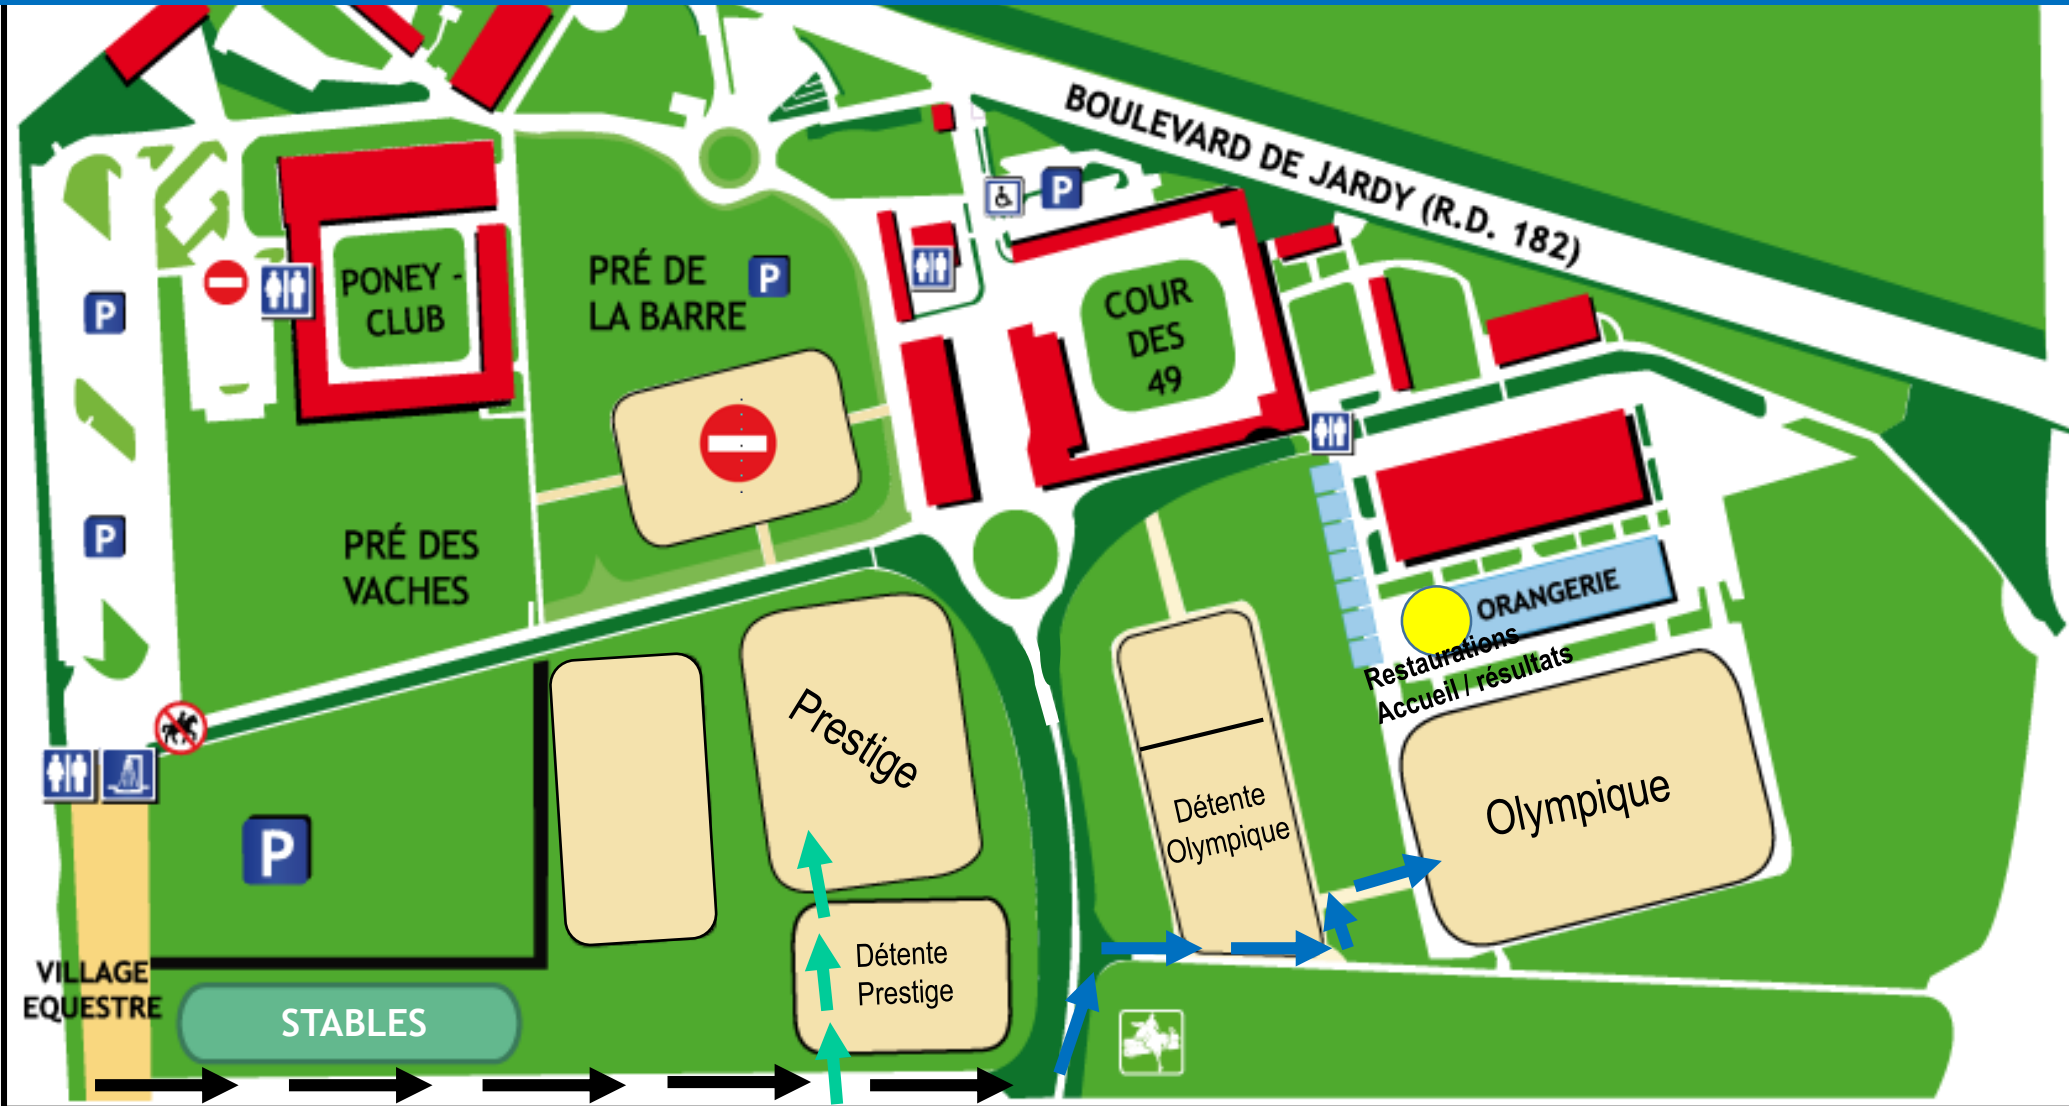 BOULEVARD DE JARDY (R.D. 182)
P
PONEY -
CLUB
PRÉ DE
LA BARRE
P
COUR
DES
49
P
P
PRÉ DES
VACHES
ORANGERIE
Restaurations
Accueil / résultats
Prestige
Détente
Olympique
Olympique
P
Détente
Prestige
VILLAGE
EQUESTRE
STABLES